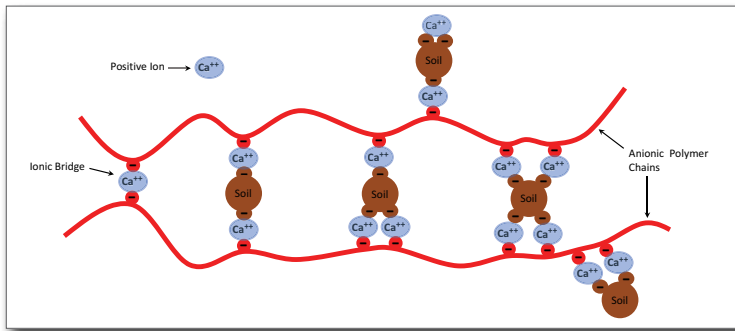 Ca++
Soil
Ca++
Positive Ion
Ca++
Ionic Bridge
Ca++
Ca++
Soil
Ca++
Ca++
Soil
Ca++
Ca++
Ca++
Ca++
Soil
Ca++
Ca++
Anionic Polymer
Chains
Ca++
Ca++
Soil